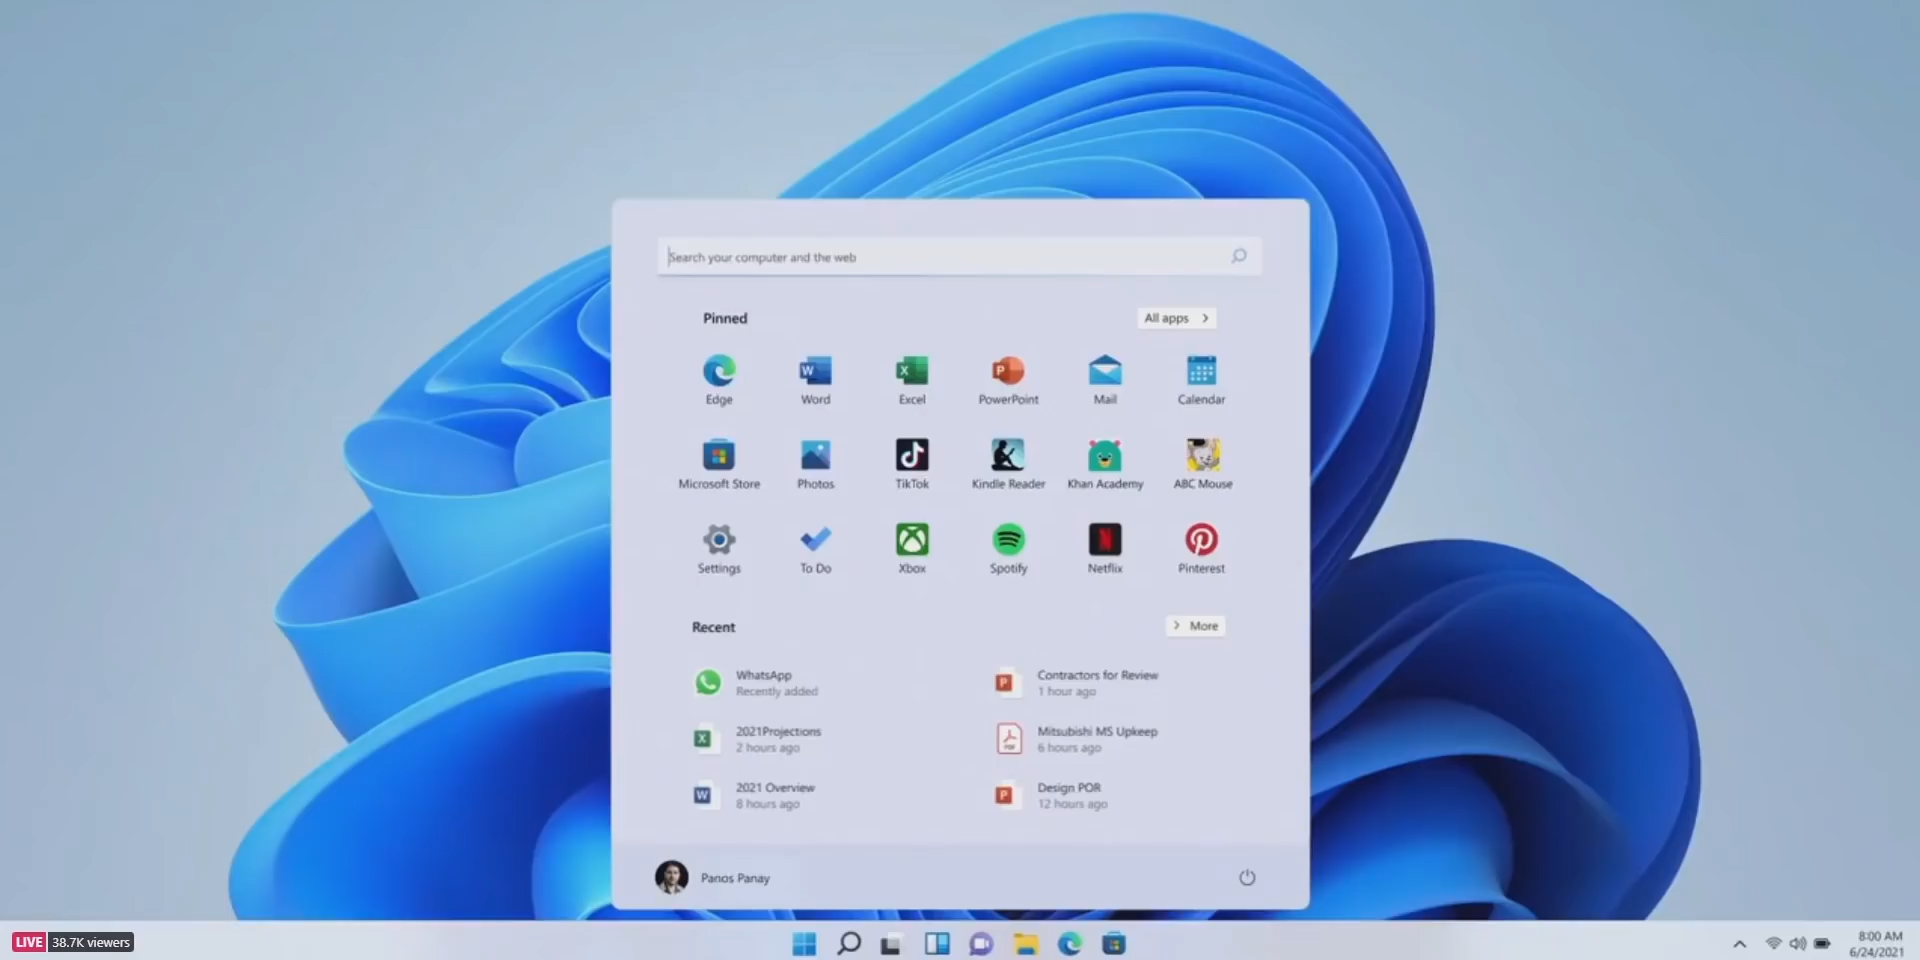 Search your computer and the web
Pinned
All apps
Edge
Word
Excel
PowerPoint
Mail
Calendar
Microsoft Store
Photos
TikTok
Kindle Reader
Khan Academy
ABC Mouse
Settings
To Do
Xbox
Spotify
Netflix
Pinterest
Recent
More
WhatsApp
Recently added
Contractors for Review
1 hour ago
2021Projections
2 hours ago
PDF
Mitsubishi MS Upkeep
6 hours ago
2021 Overview
8 hours ago
Design POR
12 hours ago
Panos Panay
LIVE 38.7K viewers
8:00 AM
6/24/2021